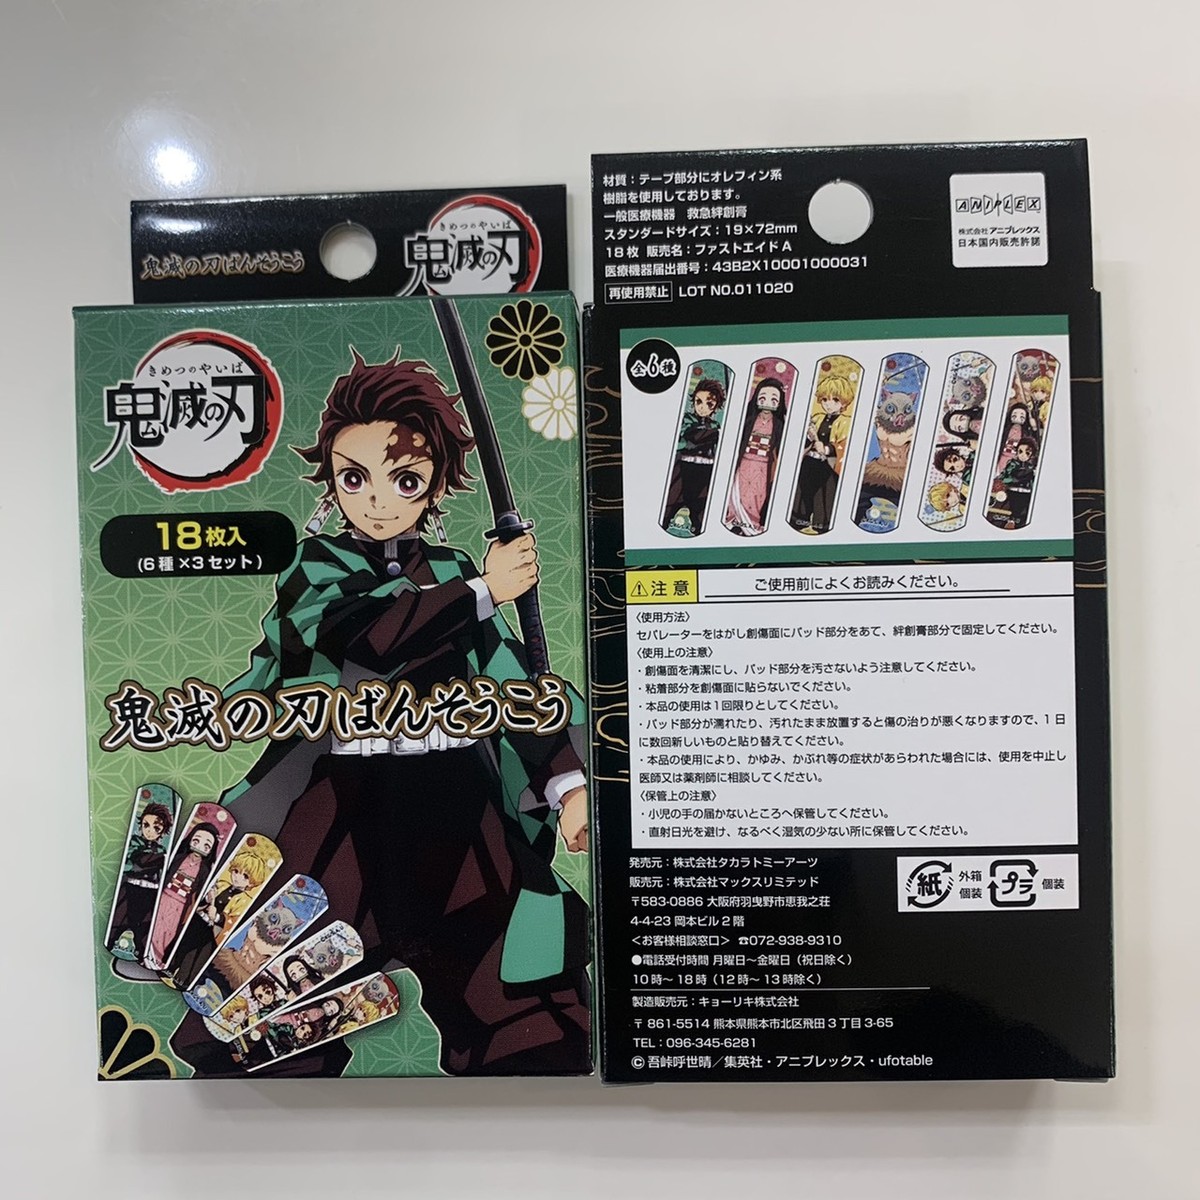 鬼滅の刃ばんそうこう
きめつのやいば
鬼滅の刃
きめつのやいば
鬼滅の刃
18枚入
(6種×3セット)
鬼滅の刃ばんそうこう
材質：テープ部分にオレフィン系
樹脂を使用しております。
一般医療機器　救急絆創膏
スタンダードサイズ：19×72mm
18枚 販売名：ファストエイドA
医療機器届出番号：43B2X10001000031
再使用禁止 LOT NO.011020
ANIPLEX
株式会社アニプレックス
日本国内販売許諾
全6種
注意 ご使用前によくお読みください。
〈使用方法〉
セパレーターをはがし創傷面にパッド部分をあて、絆創膏部分で固定してください。
〈使用上の注意〉
・創傷面を清潔にし、パッド部分を汚さないよう注意してください。
・粘着部分を創傷面に貼らないでください。
・本品の使用は1回限りとしてください。
・パッド部分が濡れたり、汚れたまま放置すると傷の治りが悪くなりますので、1日
に数回新しいものと貼り替えてください。
・本品の使用により、かゆみ、かぶれ等の症状があらわれた場合には、使用を中止し
医師又は薬剤師に相談してください。
〈保管上の注意〉
・小児の手の届かないところへ保管してください。
・直射日光を避け、なるべく湿気の少ない所に保管してください。
発売元：株式会社タカラトミーアーツ
販売元：株式会社マックスリミテッド
〒583-0886 大阪府羽曳野市恵我之荘
4-4-23 岡本ビル2階
<お客様相談窓口> ☎072-938-9310
●電話受付時間 月曜日〜金曜日（祝日除く）
10時〜18時（12時〜13時除く）
製造販売元：キョーリキ株式会社
〒861-5514 熊本県熊本市北区飛田3丁目3-65
TEL：096-345-6281
©吾峠呼世晴／集英社・アニプレックス・ufotable
紙 外箱 個装
プラ 個装